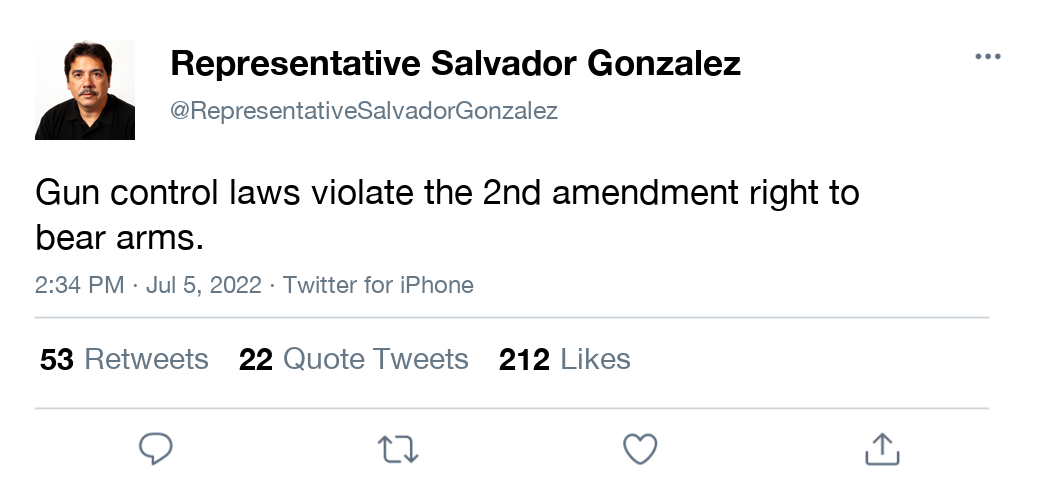 Representative Salvador Gonzalez
@RepresentativeSalvadorGonzalez
Gun control laws violate the 2nd amendment right to
bear arms.
2:34 PM · Jul 5, 2022 · Twitter for iPhone
53 Retweets 22 Quote Tweets 212 Likes